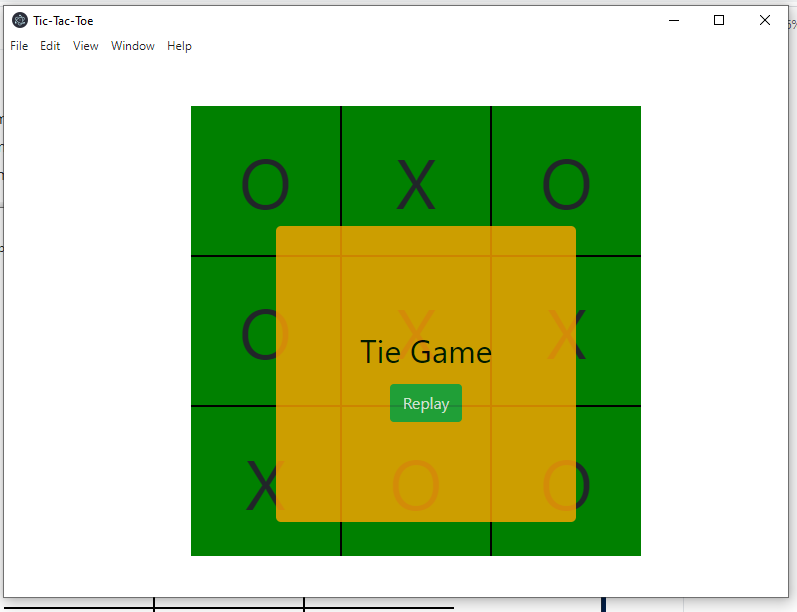 Tic-Tac-Toe
File Edit View Window Help
O X O
O X X
Tie Game
Replay
X O O